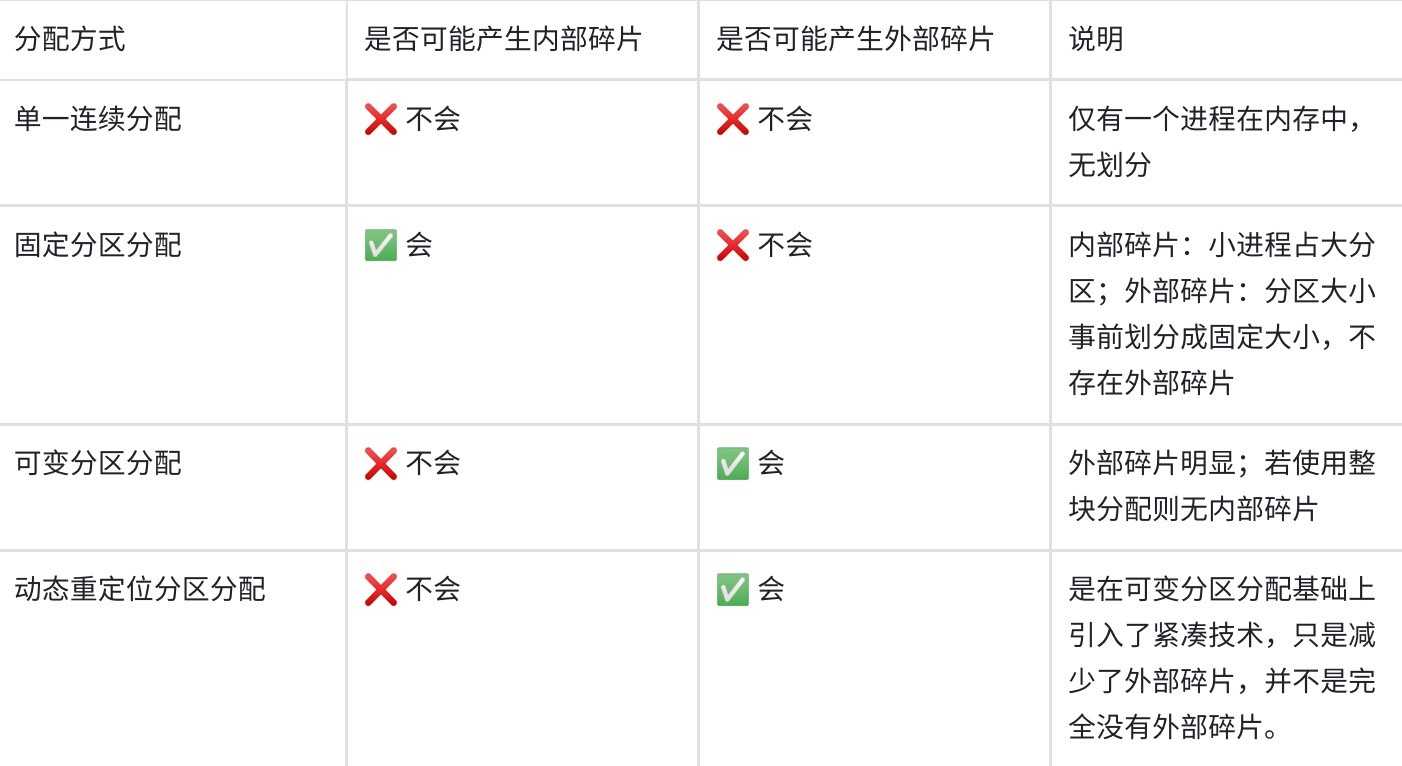 分配方式
是否可能产生内部碎片
是否可能产生外部碎片
说明
单一连续分配
❌ 不会
❌ 不会
仅有一个进程在内存中，
无划分
固定分区分配
✅ 会
❌ 不会
内部碎片：小进程占大分
区；外部碎片：分区大小
事前划分成固定大小，不
存在外部碎片
可变分区分配
❌ 不会
✅ 会
外部碎片明显；若使用整
块分配则无内部碎片
动态重定位分区分配
❌ 不会
✅ 会
是在可变分区分配基础上
引入了紧凑技术，只是减
少了外部碎片，并不是完
全没有外部碎片。